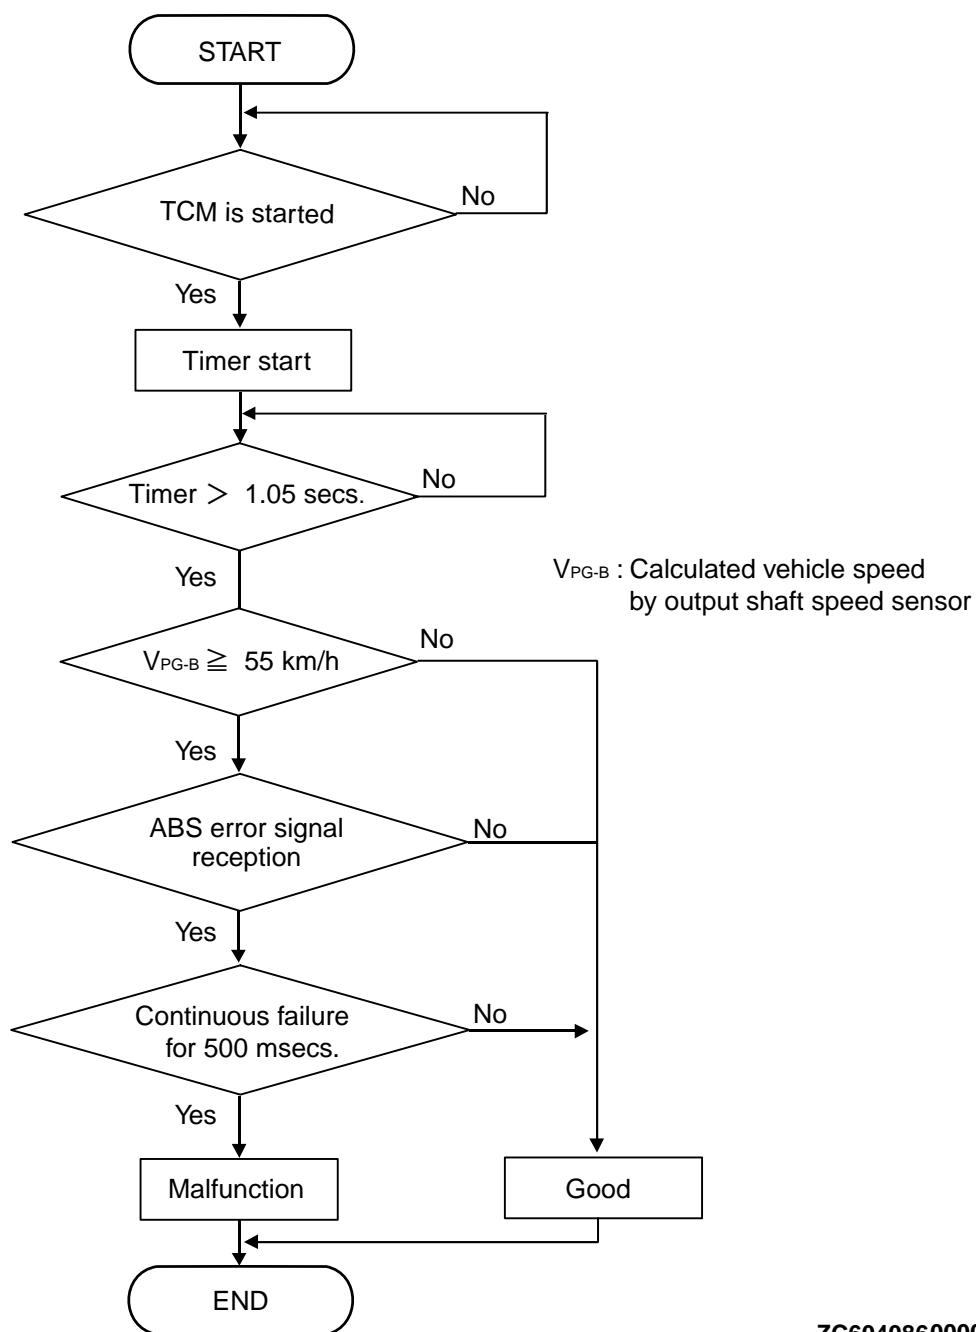 START
TCM is started
No
Yes
Timer start
Timer > 1.05 secs.
No
Yes
VPG-B : Calculated vehicle speed
by output shaft speed sensor
VPG-B ≧ 55 km/h
No
Yes
ABS error signal
reception
No
Yes
Continuous failure
for 500 msecs.
No
Yes
Malfunction
Good
END